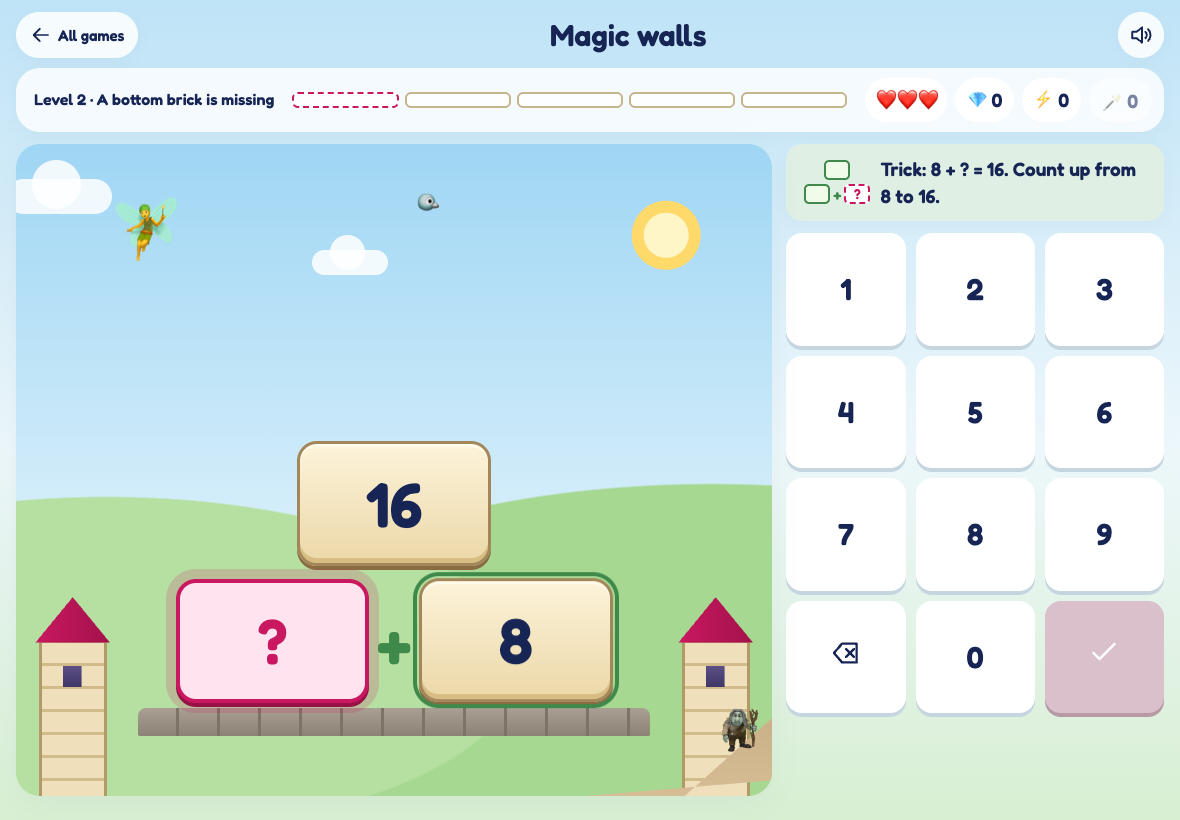 All games
Magic walls
Level 2 · A bottom brick is missing
0
0
0
Trick: 8 + ? = 16. Count up from
8 to 16.
+ ?
16
? + 8
1 2 3
4 5 6
7 8 9
0